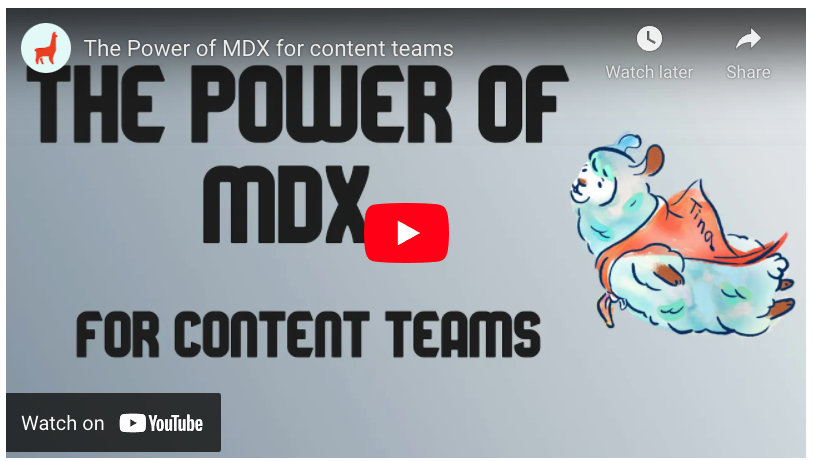 The Power of MDX for content teams
Watch later
Share
THE POWER OF
MDX
FOR CONTENT TEAMS
Tina
Watch on YouTube